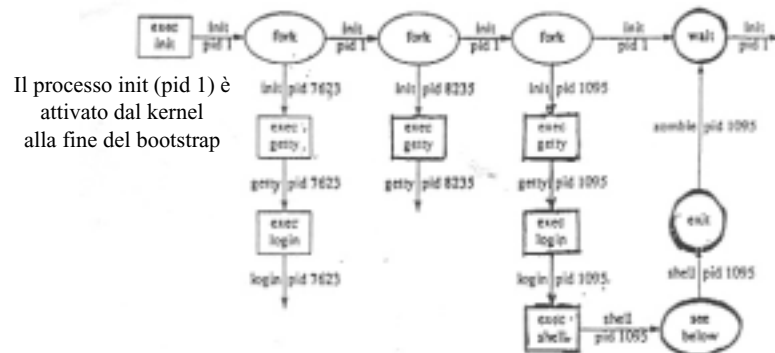 exec
init
init
pid 1
fork
init
pid 1
fork
init
pid 1
fork
init
pid 1
wait
init
pid 1
Il processo init (pid 1) è
attivato dal kernel
alla fine del bootstrap
init pid 7623
init pid 8235
init pid 1095
zombie pid 1095
exec
getty
exec
getty
exec
getty
getty pid 7623
getty pid 8235
getty pid 1095
exec
login
exec
login
exit
login pid 7623
login pid 1095
shell pid 1095
exec
shell
shell
pid 1095
see
below